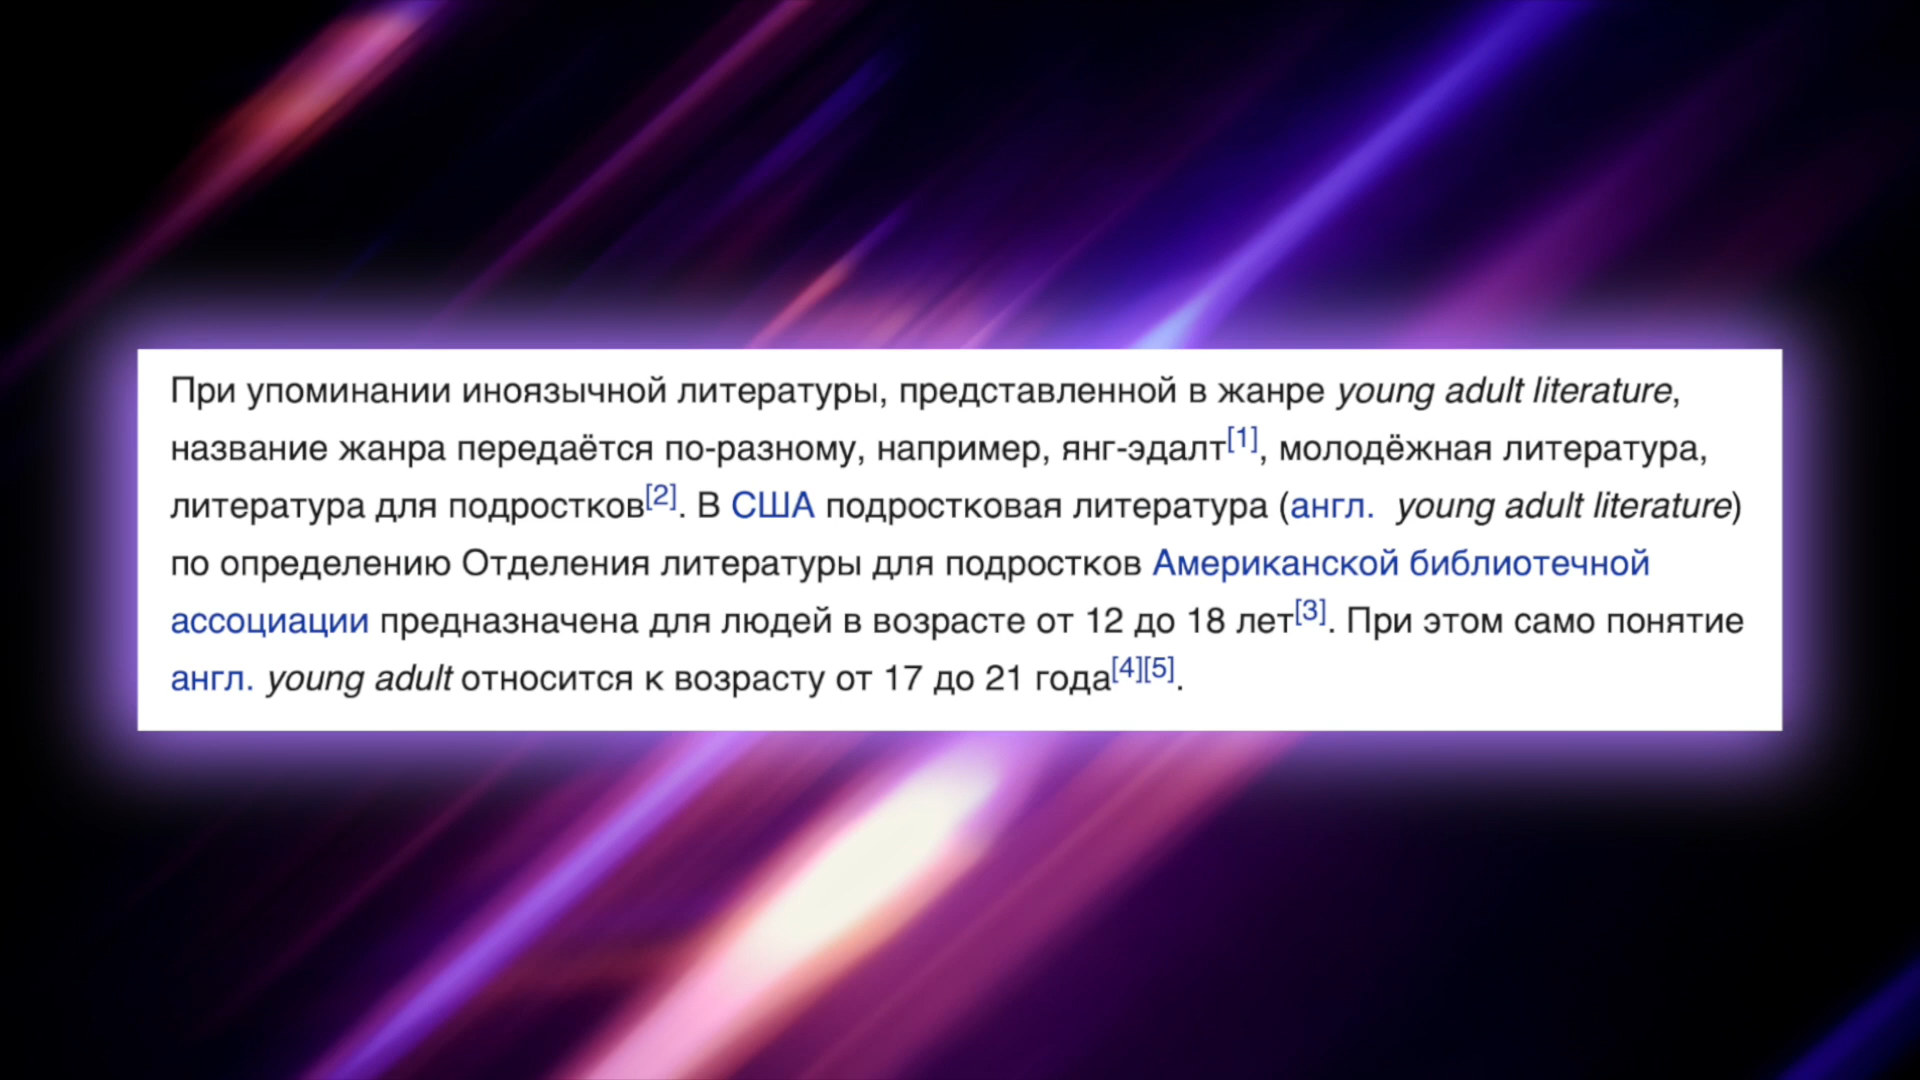 При упоминании иноязычной литературы, представленной в жанре young adult literature,
название жанра передаётся по-разному, например, янг-эдалт[1], молодёжная литература,
литература для подростков[2]. В США подростковая литература (англ. young adult literature)
по определению Отделения литературы для подростков Американской библиотечной
ассоциации предназначена для людей в возрасте от 12 до 18 лет[3]. При этом само понятие
англ. young adult относится к возрасту от 17 до 21 года[4][5].